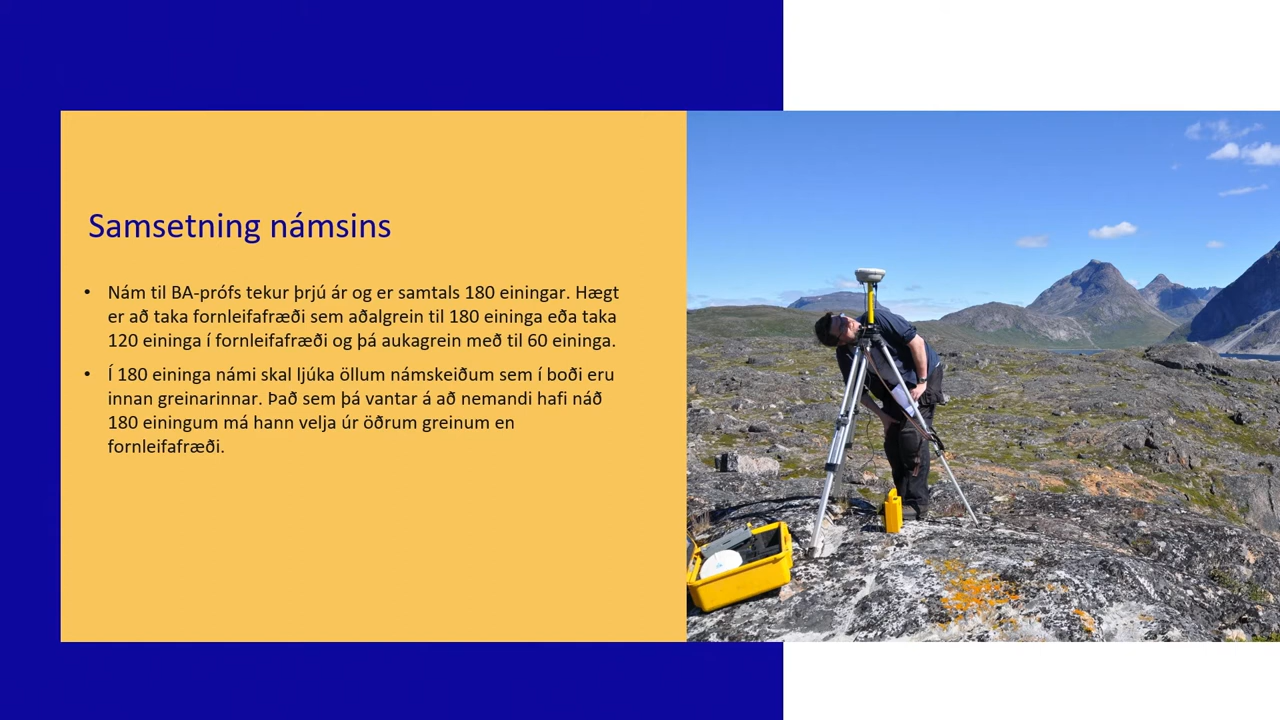 Samsetning námsins
• Nám til BA-prófs tekur þrjú ár og er samtals 180 einingar. Hægt
er að taka fornleifafræði sem aðalgrein til 180 eininga eða taka
120 eininga í fornleifafræði og þá aukagrein með til 60 eininga.
• Í 180 eininga námi skal ljúka öllum námskeiðum sem í boði eru
innan greinarinnar. Það sem þá vantar á að nemandi hafi náð
180 einingum má hann velja úr öðrum greinum en
fornleifafræði.